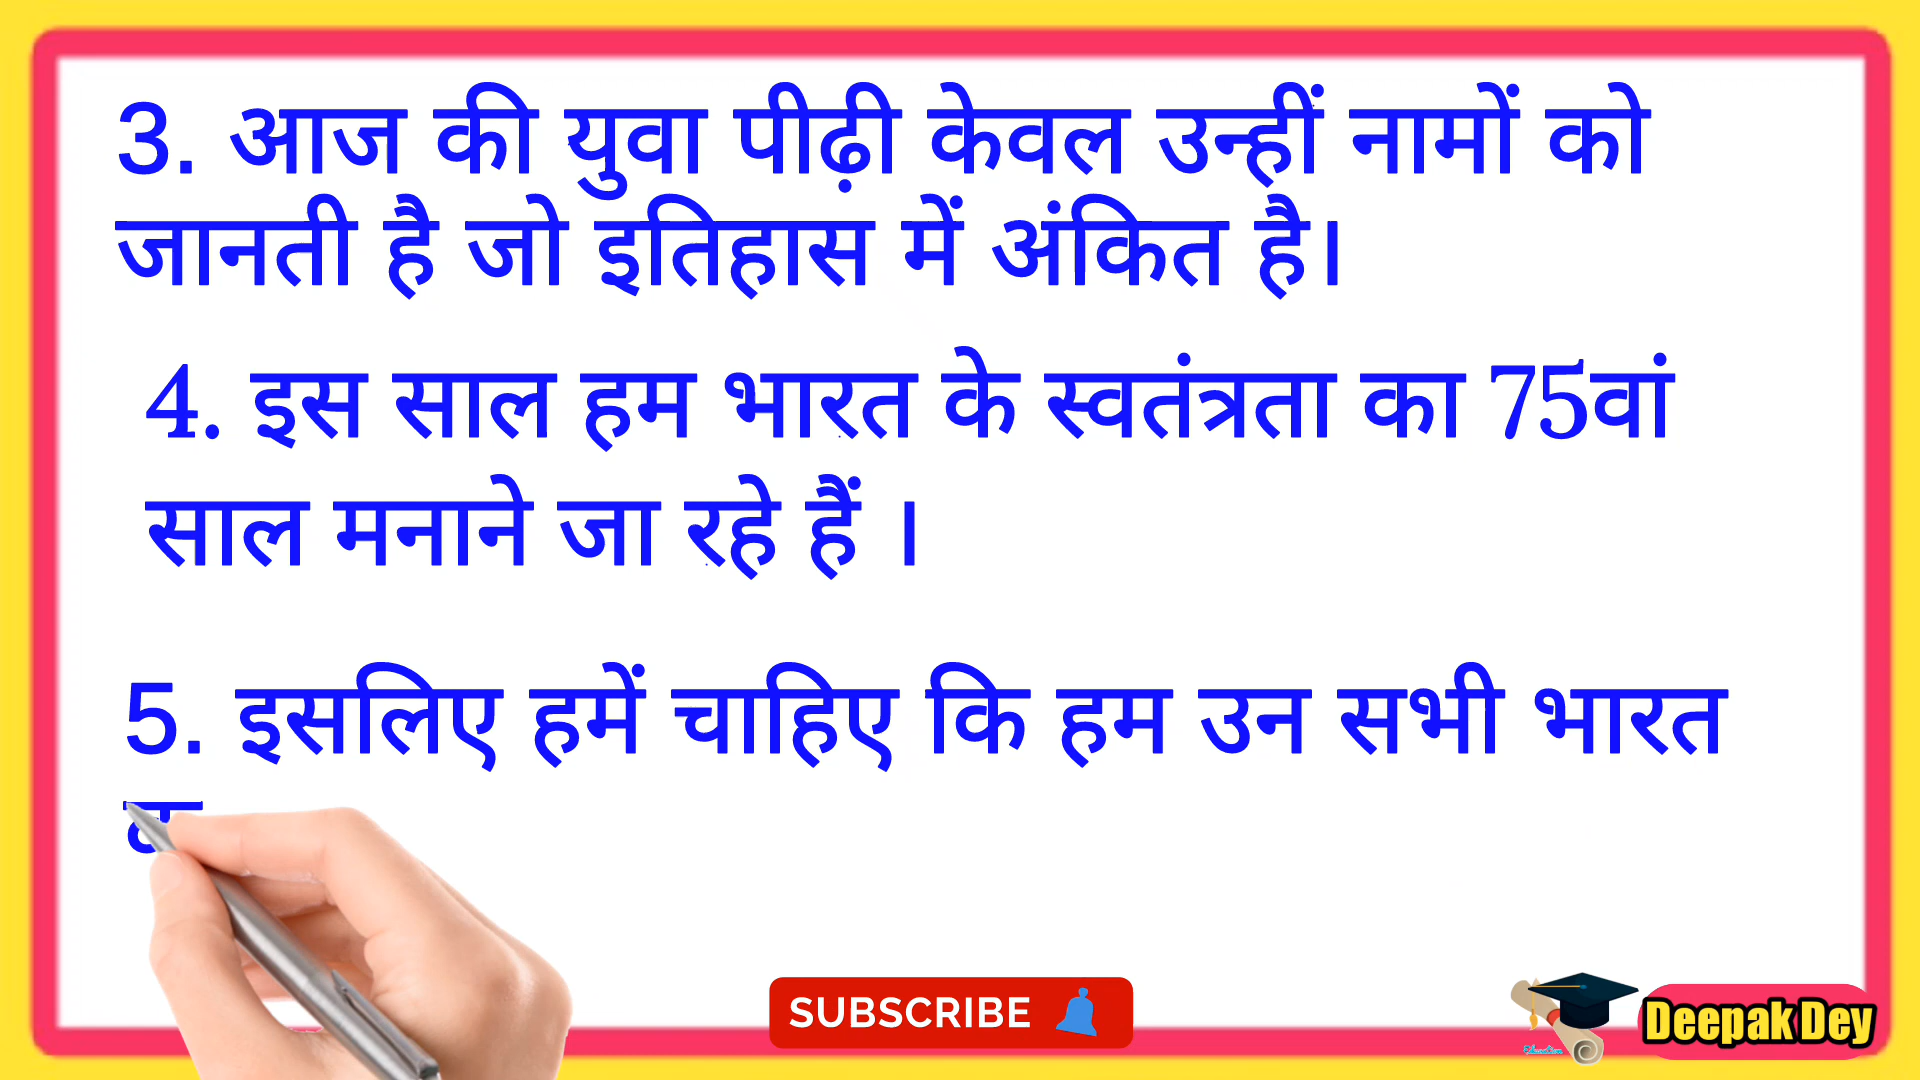 3. आज की युवा पीढ़ी केवल उन्हीं नामों को
जानती है जो इतिहास में अंकित है।
4. इस साल हम भारत के स्वतंत्रता का 75वां
साल मनाने जा रहे हैं ।
5. इसलिए हमें चाहिए कि हम उन सभी भारत
SUBSCRIBE
Deepak Dey